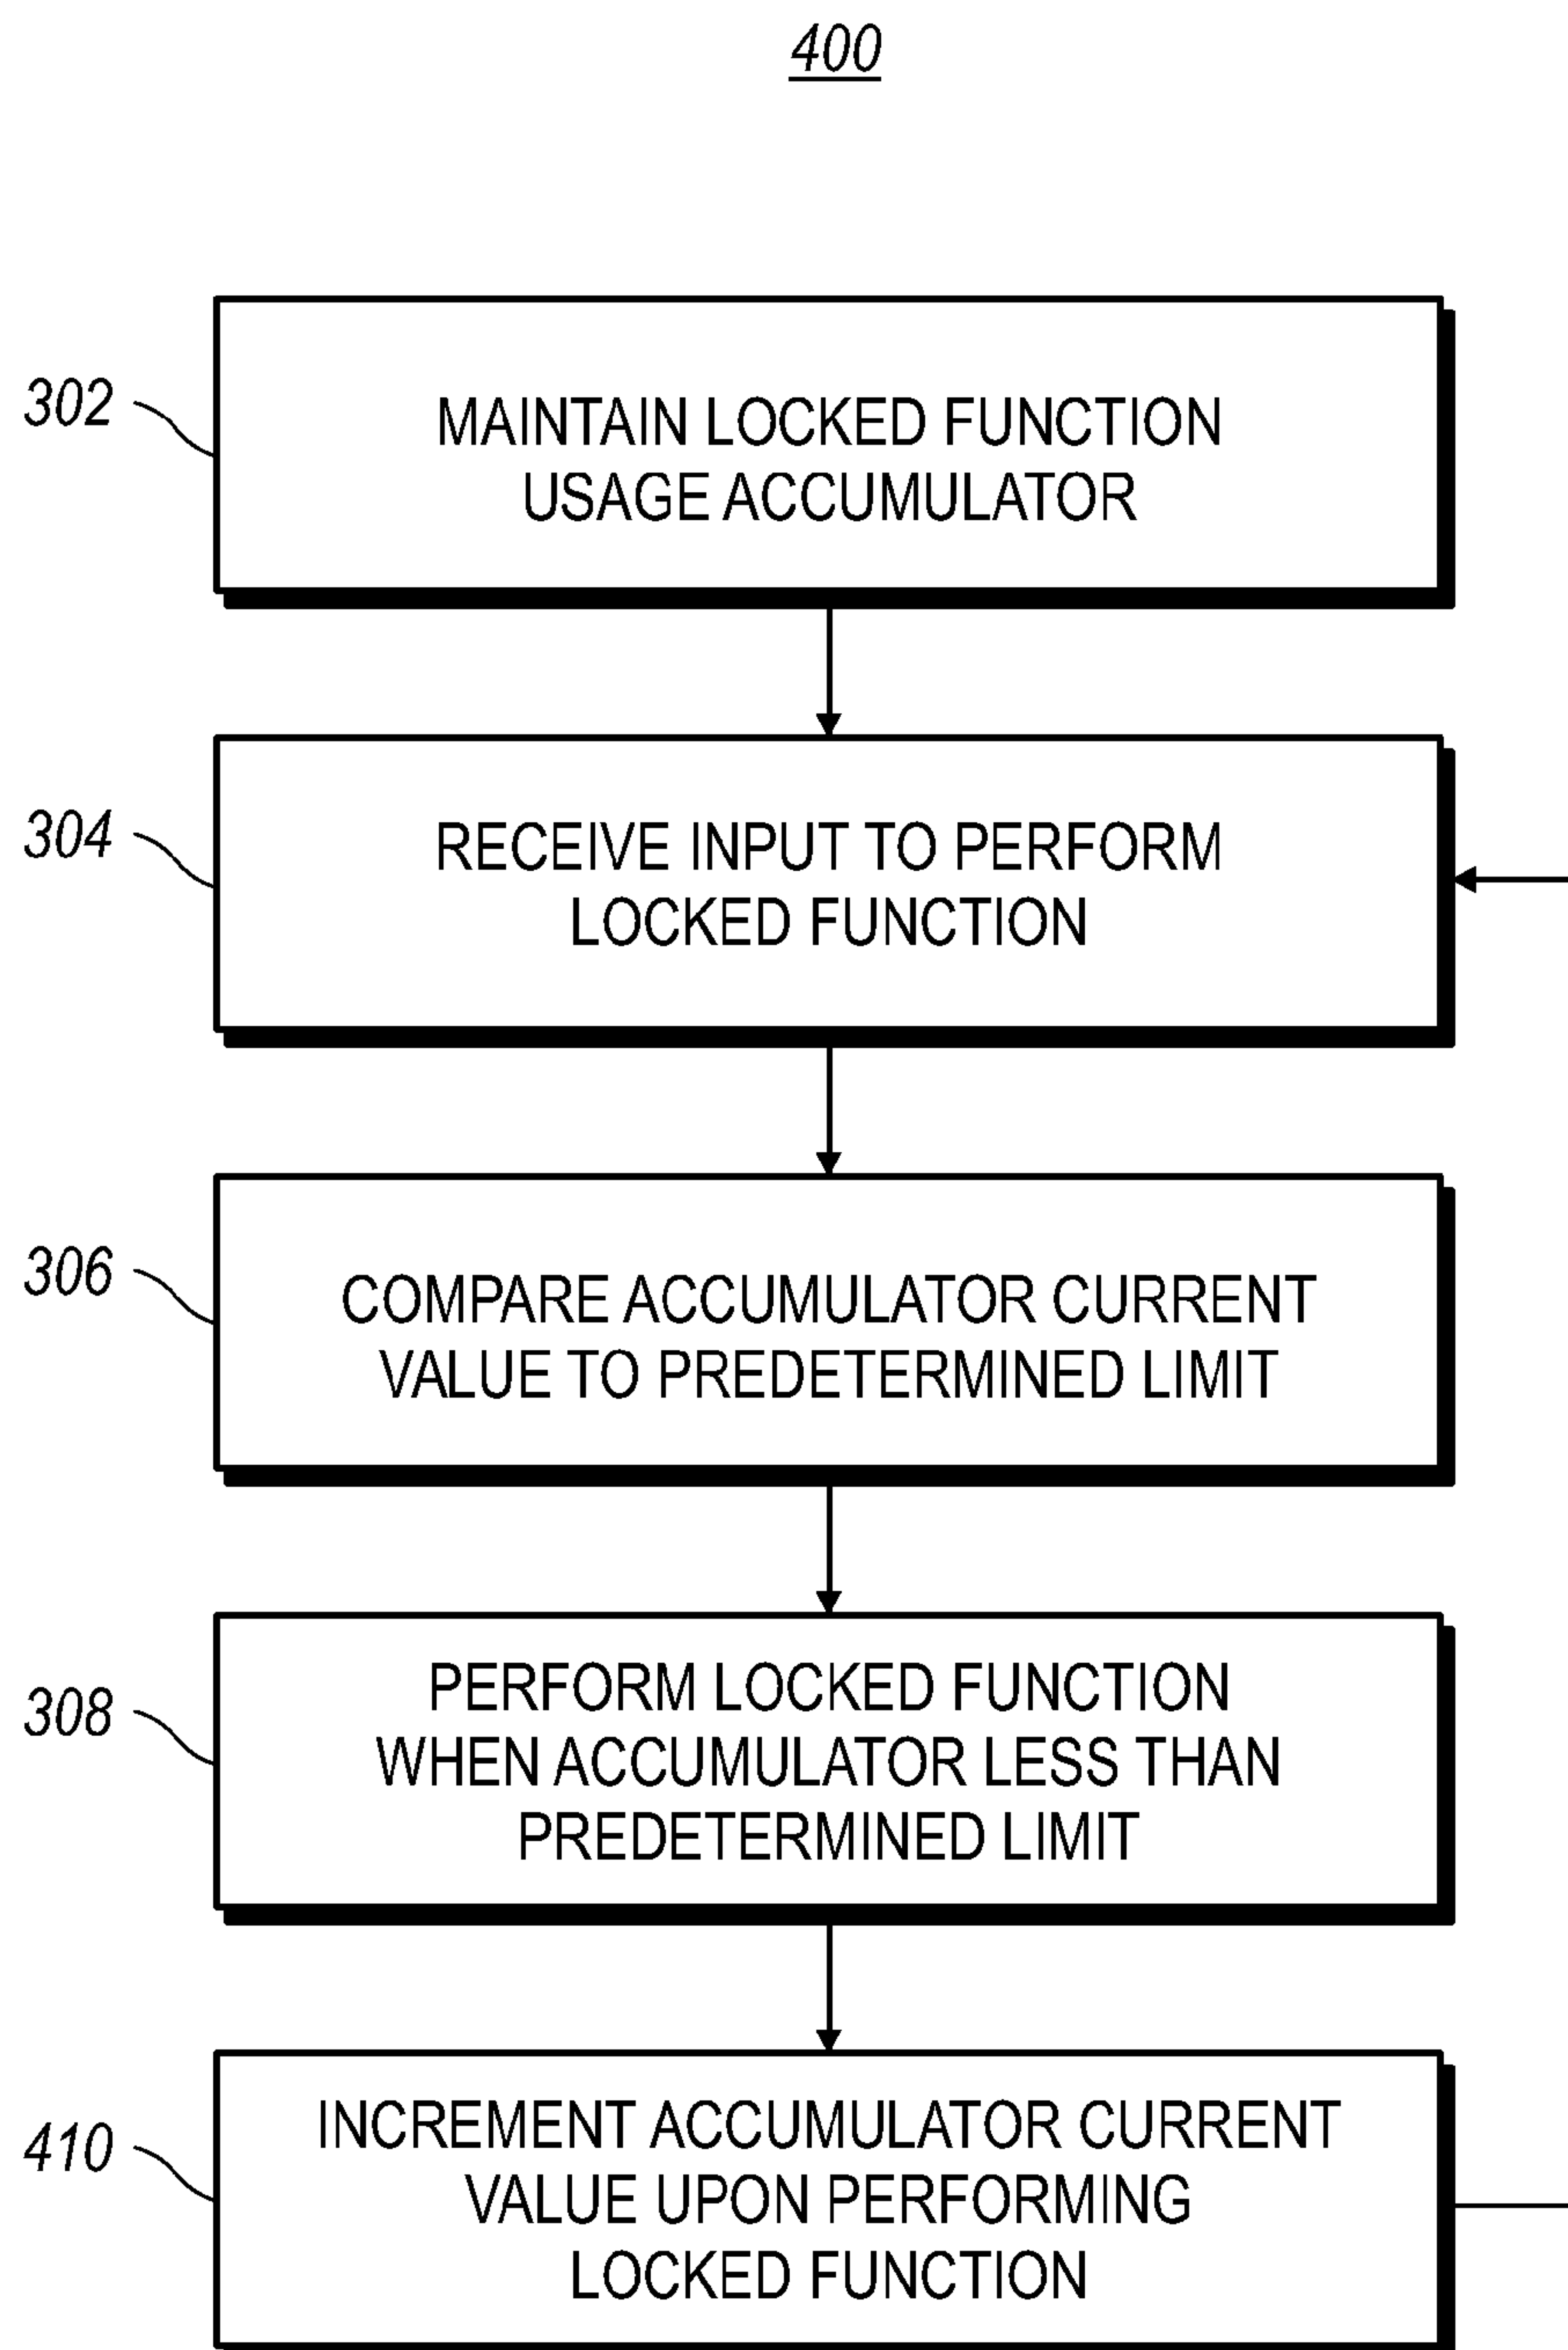 400
302
MAINTAIN LOCKED FUNCTION
USAGE ACCUMULATOR
304
RECEIVE INPUT TO PERFORM
LOCKED FUNCTION
306
COMPARE ACCUMULATOR CURRENT
VALUE TO PREDETERMINED LIMIT
308
PERFORM LOCKED FUNCTION
WHEN ACCUMULATOR LESS THAN
PREDETERMINED LIMIT
410
INCREMENT ACCUMULATOR CURRENT
VALUE UPON PERFORMING
LOCKED FUNCTION